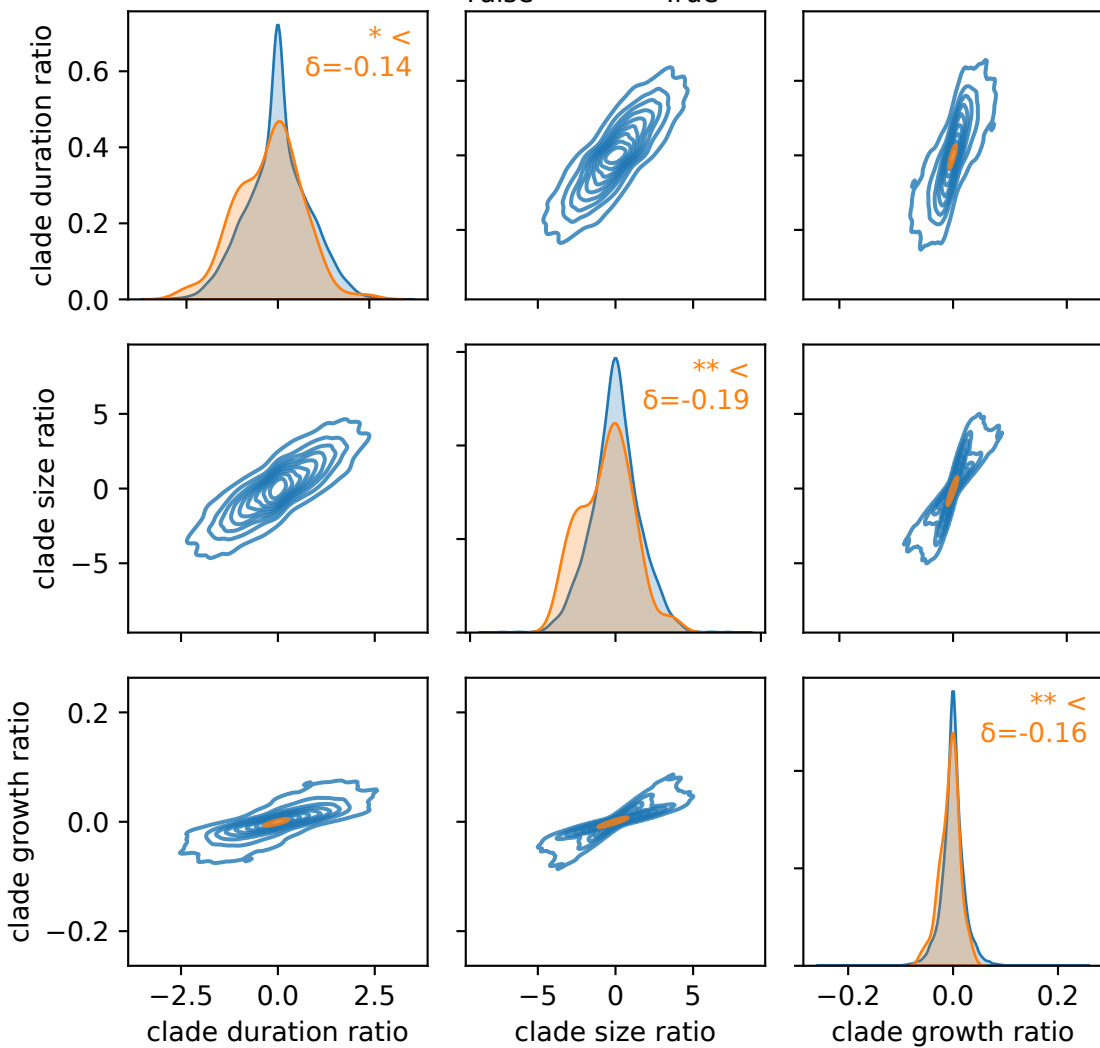 clade duration ratio
0.6
0.4
0.2
0.0
* <
δ=-0.14
clade size ratio
5
0
−5
** <
δ=-0.19
clade growth ratio
0.2
0.0
−0.2
** <
δ=-0.16
−2.5 0.0 2.5
−5 0 5
−0.2 0.0 0.2
clade duration ratio
clade size ratio
clade growth ratio